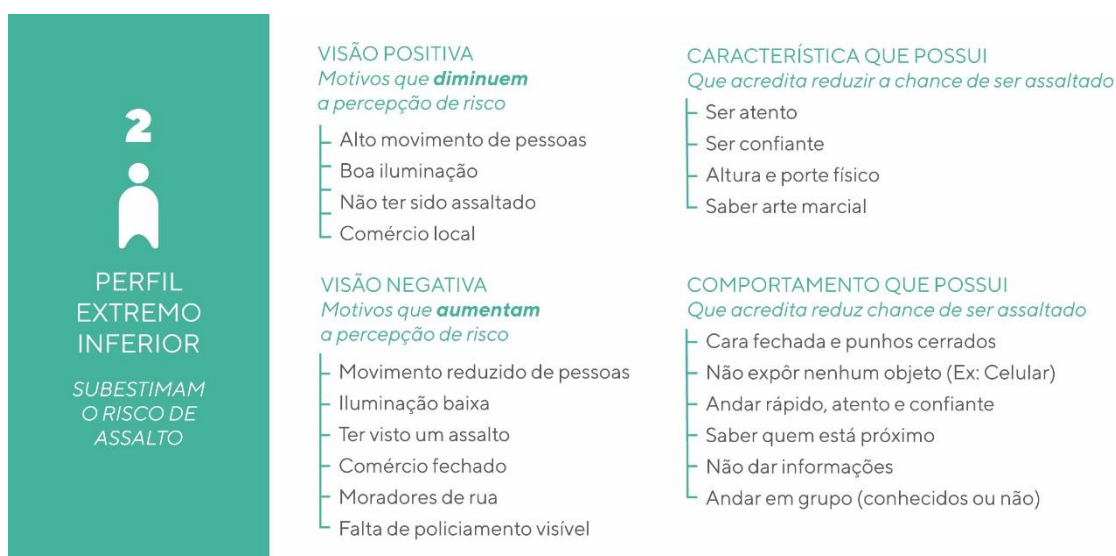 2
PERFIL
EXTREMO
INFERIOR
SUBESTIMAM
O RISCO DE
ASSALTO
VISÃO POSITIVA
Motivos que diminuem
a percepção de risco
Alto movimento de pessoas
Boa iluminação
Não ter sido assaltado
Comércio local
VISÃO NEGATIVA
Motivos que aumentam
a percepção de risco
Movimento reduzido de pessoas
Iluminação baixa
Ter visto um assalto
Comércio fechado
Moradores de rua
Falta de policiamento visível
CARACTERÍSTICA QUE POSSUI
Que acredita reduzir a chance de ser assaltado
Ser atento
Ser confiante
Altura e porte físico
Saber arte marcial
COMPORTAMENTO QUE POSSUI
Que acredita reduz chance de ser assaltado
Cara fechada e punhos cerrados
Não expôr nenhum objeto (Ex: Celular)
Andar rápido, atento e confiante
Saber quem está próximo
Não dar informações
Andar em grupo (conhecidos ou não)